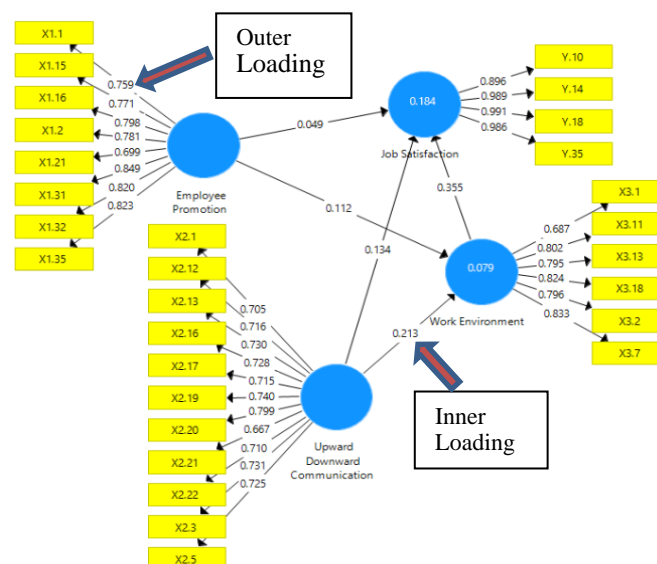 X1.1
X1.15
X1.16
X1.2
X1.21
X1.31
X1.32
X1.35
0.759
0.771
0.798
0.781
0.699
0.849
0.820
0.823
Outer
Loading
Employee
Promotion
0.049
0.112
0.184
Job Satisfaction
0.896
0.989
0.991
0.986
Y.10
Y.14
Y.18
Y.35
0.355
0.134
0.079
Work Environment
0.687
0.802
0.795
0.824
0.796
0.833
X3.1
X3.11
X3.13
X3.18
X3.2
X3.7
0.213
X2.1
X2.12
X2.13
X2.16
X2.17
X2.19
X2.20
X2.21
X2.22
X2.3
X2.5
0.705
0.716
0.730
0.728
0.715
0.740
0.799
0.667
0.710
0.731
0.725
Upward
Downward
Communication
Inner
Loading